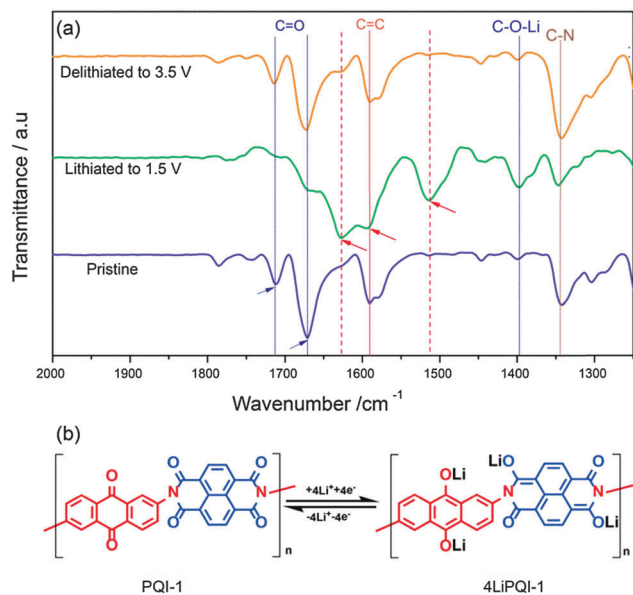 (a)
C=O
C=C
C-O-Li
C-N
Delithiated to 3.5 V
Lithiated to 1.5 V
Pristine
Transmittance / a.u
2000 1900 1800 1700 1600 1500 1400 1300
Wavenumber /cm-1
(b)
O O O
N N
O O O
n
+4Li++4e-
-4Li+-4e-
OLi LiO O
N N
OLi O OLi
n
PQI-1
4LiPQI-1